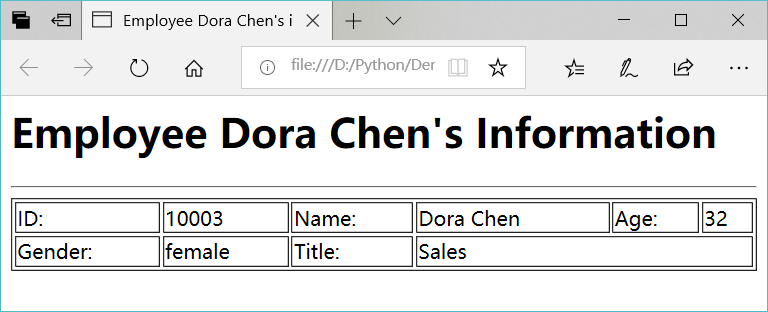 Employee Dora Chen's i
file:///D:/Python/Der
Employee Dora Chen's Information
ID: 10003 Name: Dora Chen Age: 32
Gender: female Title: Sales